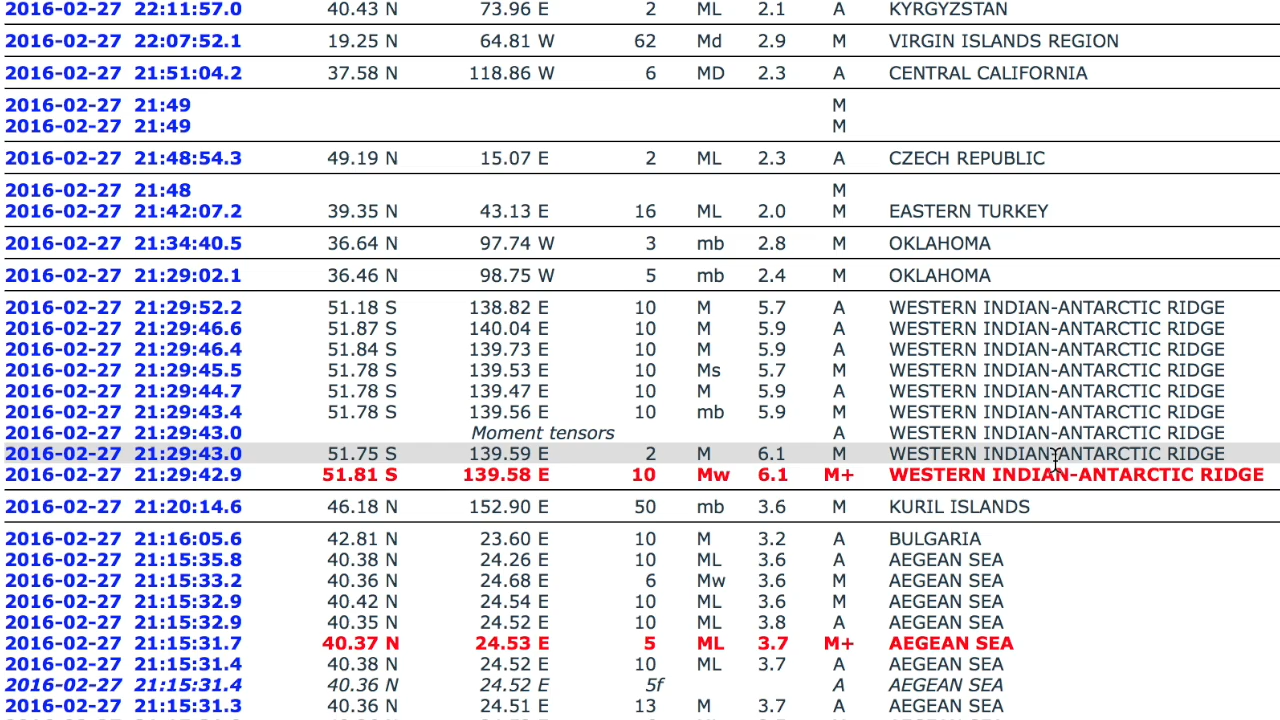 2016-02-27 22:11:57.0 40.43 N 73.96 E 2 ML 2.1 A KYRGYZSTAN
2016-02-27 22:07:52.1 19.25 N 64.81 W 62 Md 2.9 M VIRGIN ISLANDS REGION
2016-02-27 21:51:04.2 37.58 N 118.86 W 6 MD 2.3 A CENTRAL CALIFORNIA
2016-02-27 21:49 M
2016-02-27 21:49 M
2016-02-27 21:48:54.3 49.19 N 15.07 E 2 ML 2.3 A CZECH REPUBLIC
2016-02-27 21:48 M
2016-02-27 21:42:07.2 39.35 N 43.13 E 16 ML 2.0 M EASTERN TURKEY
2016-02-27 21:34:40.5 36.64 N 97.74 W 3 mb 2.8 M OKLAHOMA
2016-02-27 21:29:02.1 36.46 N 98.75 W 5 mb 2.4 M OKLAHOMA
2016-02-27 21:29:52.2 51.18 S 138.82 E 10 M 5.7 A WESTERN INDIAN-ANTARCTIC RIDGE
2016-02-27 21:29:46.6 51.87 S 140.04 E 10 M 5.9 A WESTERN INDIAN-ANTARCTIC RIDGE
2016-02-27 21:29:46.4 51.84 S 139.73 E 10 M 5.9 A WESTERN INDIAN-ANTARCTIC RIDGE
2016-02-27 21:29:45.5 51.78 S 139.53 E 10 Ms 5.7 M WESTERN INDIAN-ANTARCTIC RIDGE
2016-02-27 21:29:44.7 51.78 S 139.47 E 10 M 5.9 A WESTERN INDIAN-ANTARCTIC RIDGE
2016-02-27 21:29:43.4 51.78 S 139.56 E 10 mb 5.9 M WESTERN INDIAN-ANTARCTIC RIDGE
2016-02-27 21:29:43.0 Moment tensors A WESTERN INDIAN-ANTARCTIC RIDGE
2016-02-27 21:29:43.0 51.75 S 139.59 E 2 M 6.1 M WESTERN INDIAN-ANTARCTIC RIDGE
2016-02-27 21:29:42.9 51.81 S 139.58 E 10 Mw 6.1 M+ WESTERN INDIAN-ANTARCTIC RIDGE
2016-02-27 21:20:14.6 46.18 N 152.90 E 50 mb 3.6 M KURIL ISLANDS
2016-02-27 21:16:05.6 42.81 N 23.60 E 10 M 3.2 A BULGARIA
2016-02-27 21:15:35.8 40.38 N 24.26 E 10 ML 3.6 A AEGEAN SEA
2016-02-27 21:15:33.2 40.36 N 24.68 E 6 Mw 3.6 M AEGEAN SEA
2016-02-27 21:15:32.9 40.42 N 24.54 E 10 ML 3.6 M AEGEAN SEA
2016-02-27 21:15:32.9 40.35 N 24.52 E 10 ML 3.8 A AEGEAN SEA
2016-02-27 21:15:31.7 40.37 N 24.53 E 5 ML 3.7 M+ AEGEAN SEA
2016-02-27 21:15:31.4 40.38 N 24.52 E 10 ML 3.7 A AEGEAN SEA
2016-02-27 21:15:31.4 40.36 N 24.52 E 5f A AEGEAN SEA
2016-02-27 21:15:31.3 40.36 N 24.51 E 13 M 3.7 A AEGEAN SEA